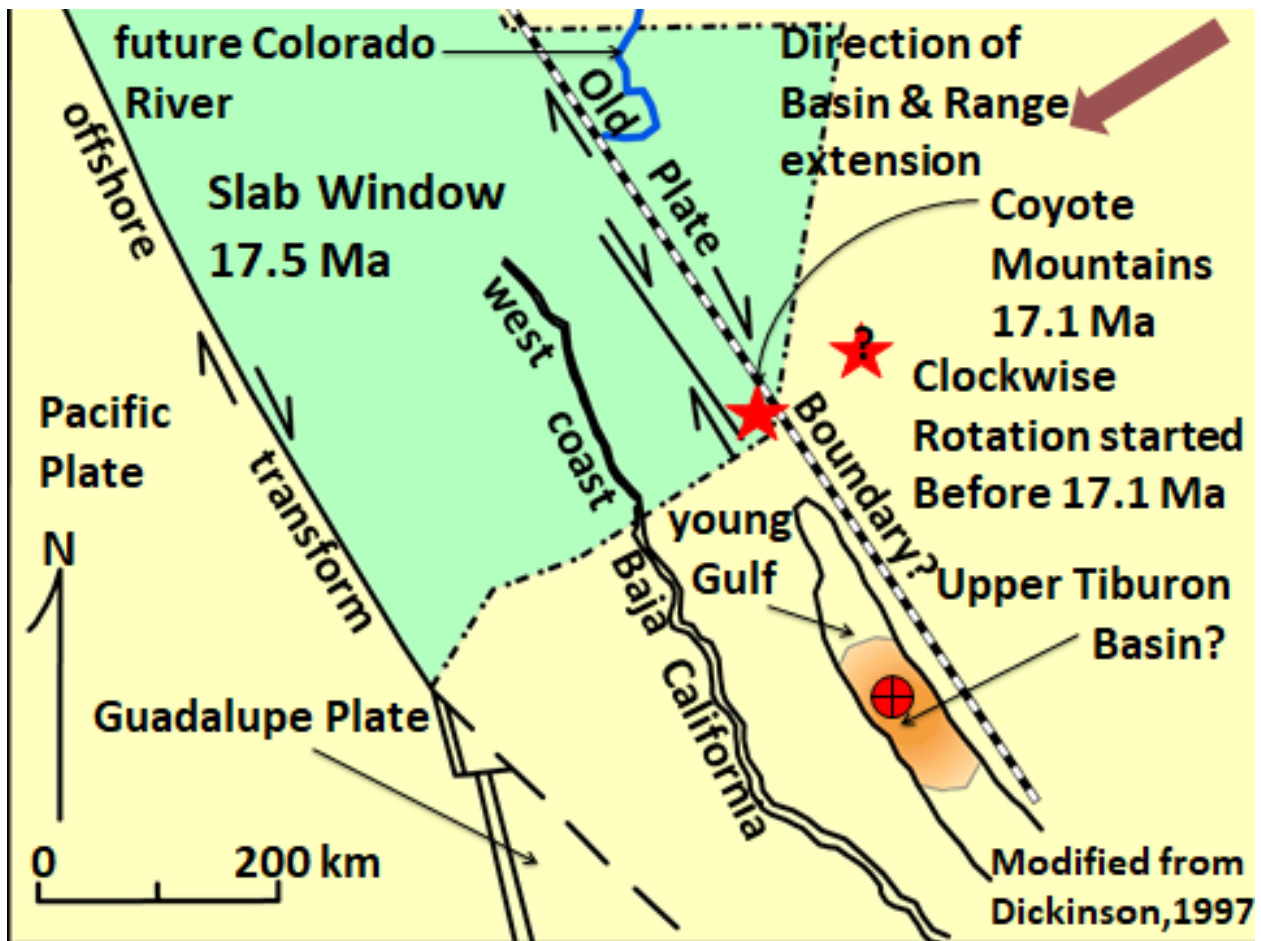 future Colorado
River
Direction of
Basin & Range
extension
offshore
Old
Plate
Slab Window
17.5 Ma
Coyote
Mountains
17.1 Ma
west
coast
?
Clockwise
Rotation started
Before 17.1 Ma
Pacific
Plate
transform
Boundary?
N
young
Gulf
Baja
California
Upper Tiburon
Basin?
Guadalupe Plate
0 200 km
Modified from
Dickinson,1997